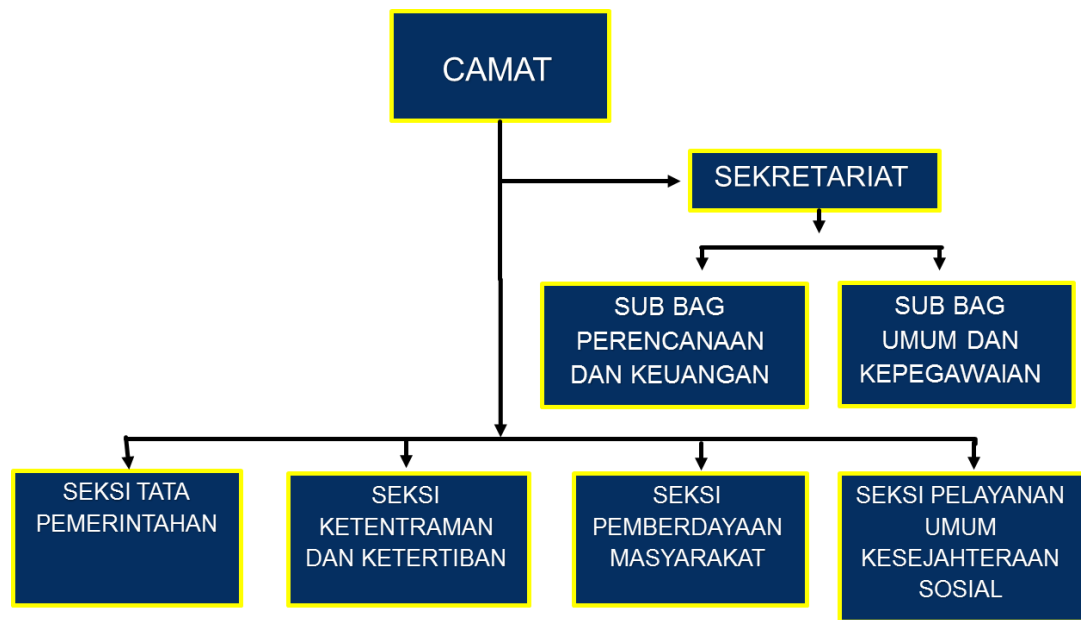 CAMAT
SEKRETARIAT
SUB BAG
PERENCANAAN
DAN KEUANGAN
SUB BAG
UMUM DAN
KEPEGAWAIAN
SEKSI TATA
PEMERINTAHAN
SEKSI
KETENTRAMAN
DAN KETERTIBAN
SEKSI
PEMBERDAYAAN
MASYARAKAT
SEKSI PELAYANAN
UMUM
KESEJAHTERAAN
SOSIAL